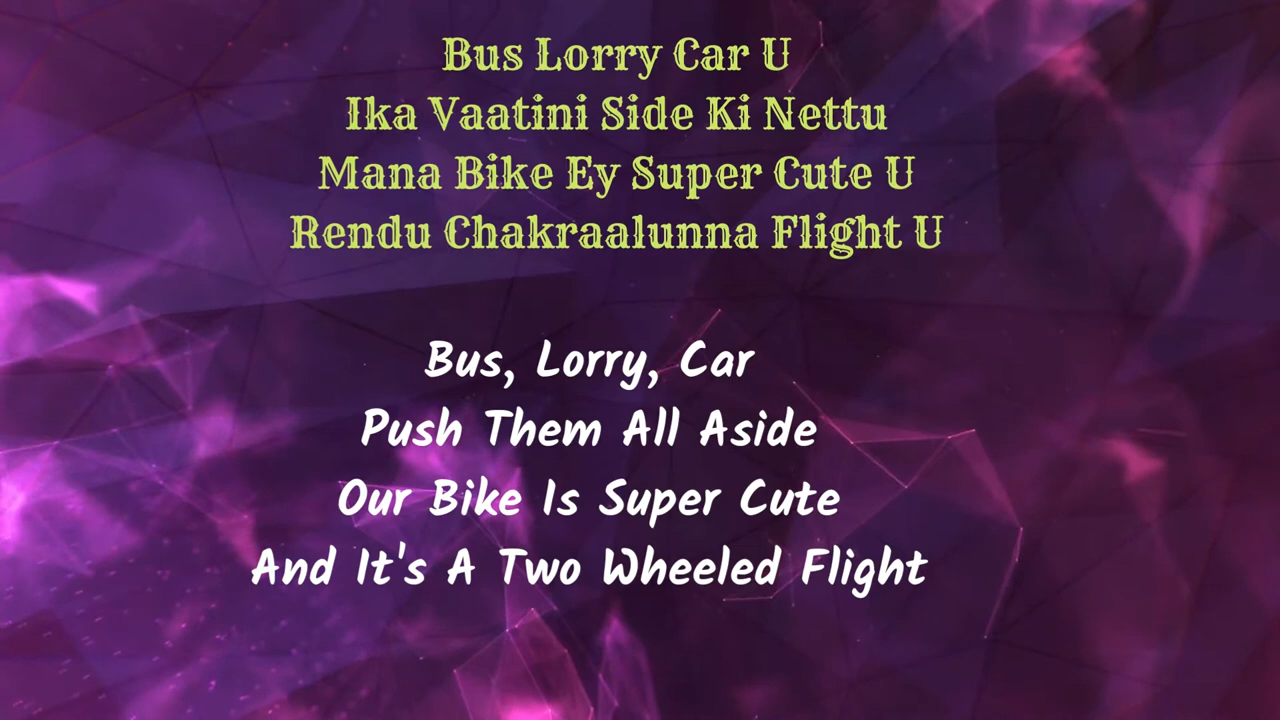 Bus Lorry Car U
Ika Vaatini Side Ki Nettu
Mana Bike Ey Super Cute U
Rendu Chakraalunna Flight U
Bus, Lorry, Car
Push Them All Aside
Our Bike Is Super Cute
And It's A Two Wheeled Flight